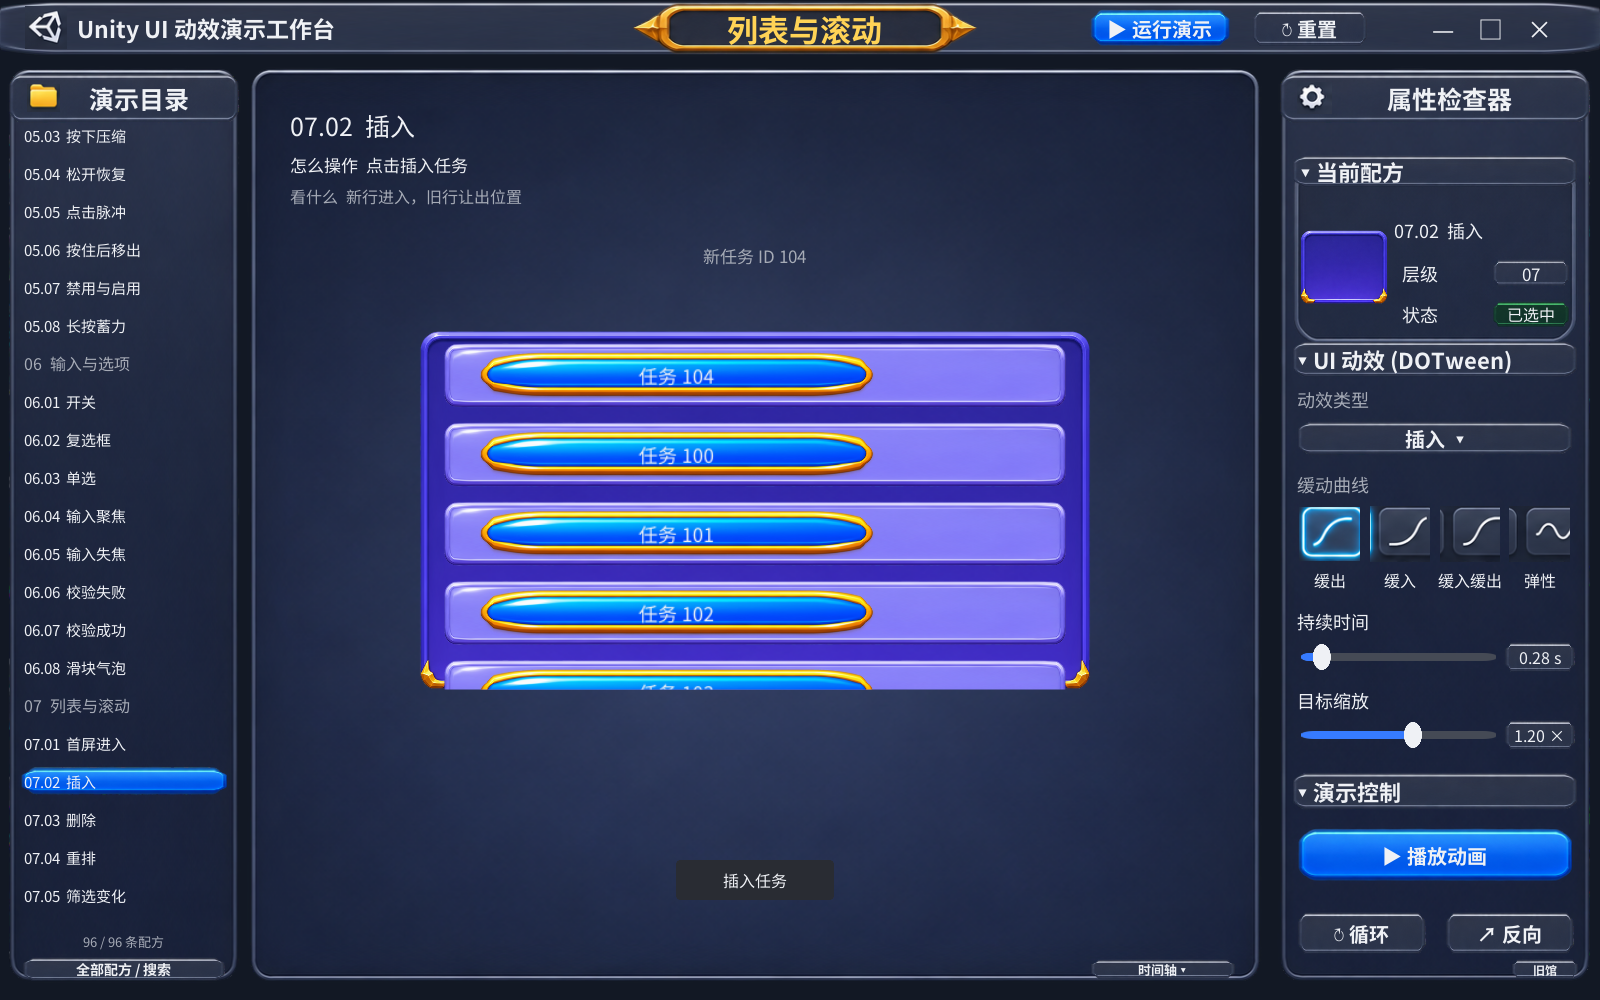 Unity UI 动效演示工作台
列表与滚动
▶ 运行演示
重置
演示目录
05.03 按下压缩
05.04 松开恢复
05.05 点击脉冲
05.06 按住后移出
05.07 禁用与启用
05.08 长按蓄力
06 输入与选项
06.01 开关
06.02 复选框
06.03 单选
06.04 输入聚焦
06.05 输入失焦
06.06 校验失败
06.07 校验成功
06.08 滑块气泡
07 列表与滚动
07.01 首屏进入
07.02 插入
07.03 删除
07.04 重排
07.05 筛选变化
96 / 96 条配方
全部配方 / 搜索
07.02 插入
怎么操作 点击插入任务
看什么 新行进入，旧行让出位置
新任务 ID 104
任务 104
任务 100
任务 101
任务 102
任务 103
插入任务
时间轴 ▾
属性检查器
▾ 当前配方
07.02 插入
层级 07
状态 已选中
▾ UI 动效 (DOTween)
动效类型
插入 ▾
缓动曲线
缓出 缓入 缓入缓出 弹性
持续时间
0.28 s
目标缩放
1.20 ×
▾ 演示控制
▶ 播放动画
循环
↗ 反向
旧馆